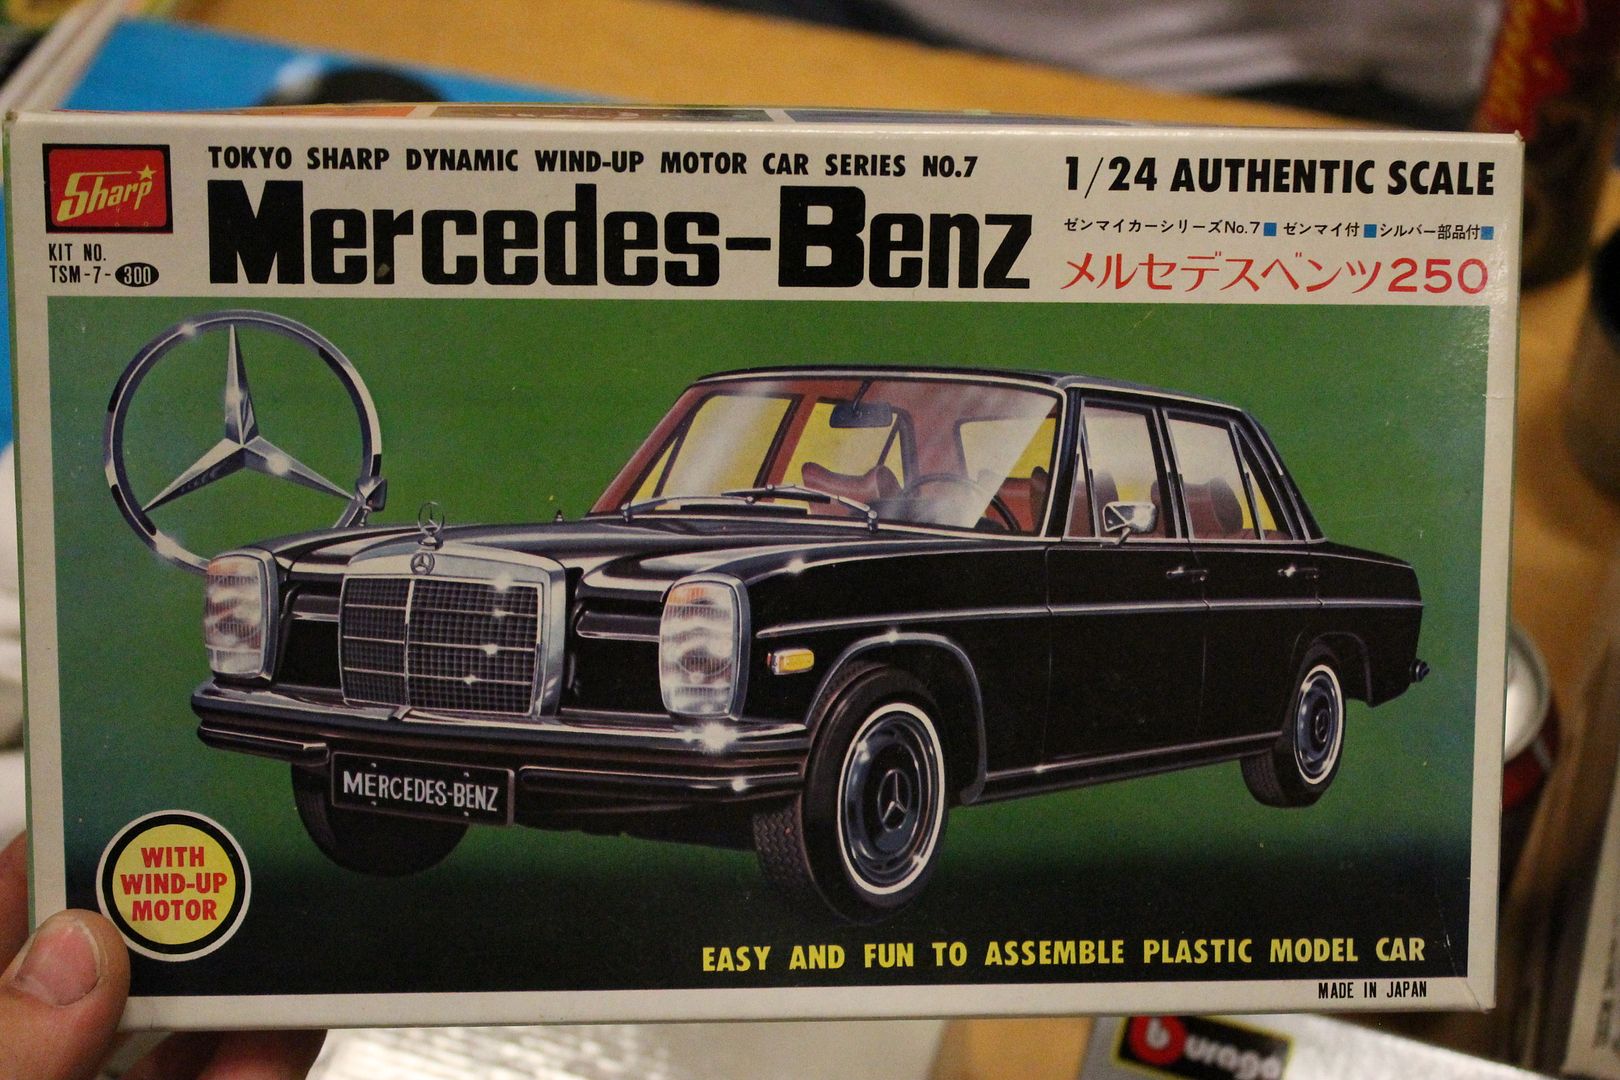 Sharp
KIT NO.
TSM-7-300
TOKYO SHARP DYNAMIC WIND-UP MOTOR CAR SERIES NO.7
Mercedes-Benz
1/24 AUTHENTIC SCALE
ゼンマイカーシリーズNo.7■ ゼンマイ付■シルバー部品付■
メルセデスベンツ250
MERCEDES-BENZ
WITH
WIND-UP
MOTOR
EASY AND FUN TO ASSEMBLE PLASTIC MODEL CAR
MADE IN JAPAN
burago